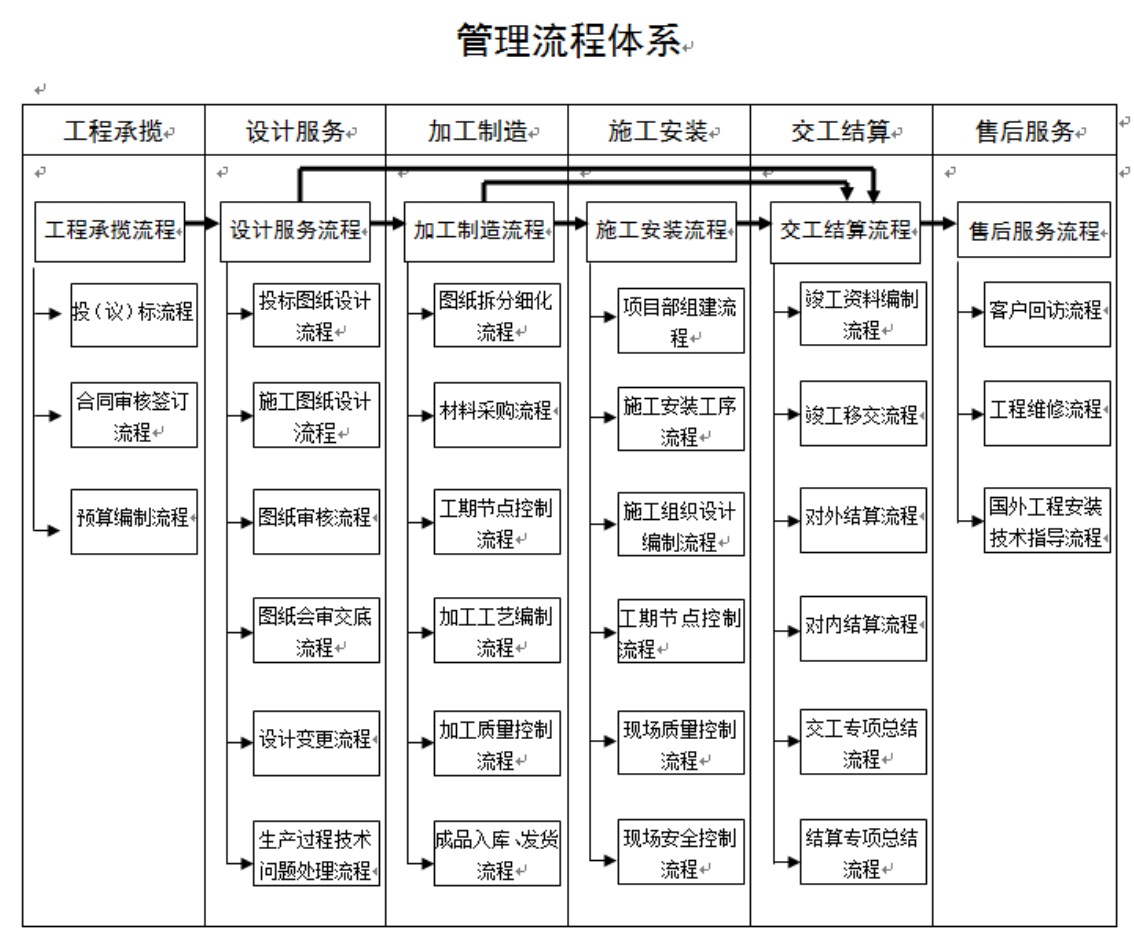 管理流程体系
工程承揽
设计服务
加工制造
施工安装
交工结算
售后服务
工程承揽流程
设计服务流程
加工制造流程
施工安装流程
交工结算流程
售后服务流程
投（议）标流程
合同审核签订
流程
预算编制流程
投标图纸设计
流程
施工图纸设计
流程
图纸审核流程
图纸会审交底
流程
设计变更流程
生产过程技术
问题处理流程
图纸拆分细化
流程
材料采购流程
工期节点控制
流程
加工工艺编制
流程
加工质量控制
流程
成品入库、发货
流程
项目部组建流
程
施工安装工序
流程
施工组织设计
编制流程
工期节点控制
流程
现场质量控制
流程
现场安全控制
流程
竣工资料编制
流程
竣工移交流程
对外结算流程
对内结算流程
交工专项总结
流程
结算专项总结
流程
客户回访流程
工程维修流程
国外工程安装
技术指导流程